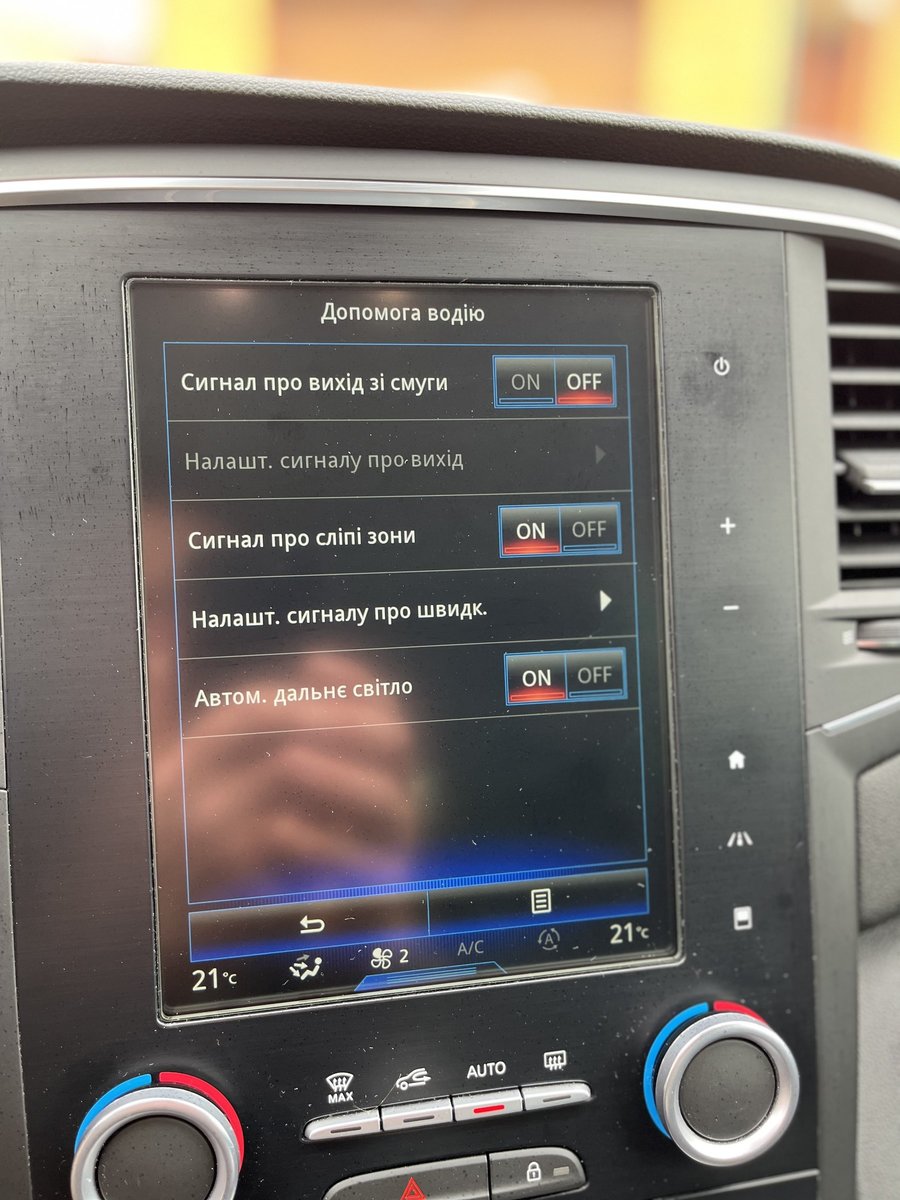 Допомога водію
Сигнал про вихід зі смуги ON OFF
Налашт. сигналу про вихід
Сигнал про сліпі зони ON OFF
Налашт. сигналу про швидк.
Автом. дальнє світло ON OFF
21°C 2 A/C A 21°C
MAX AUTO